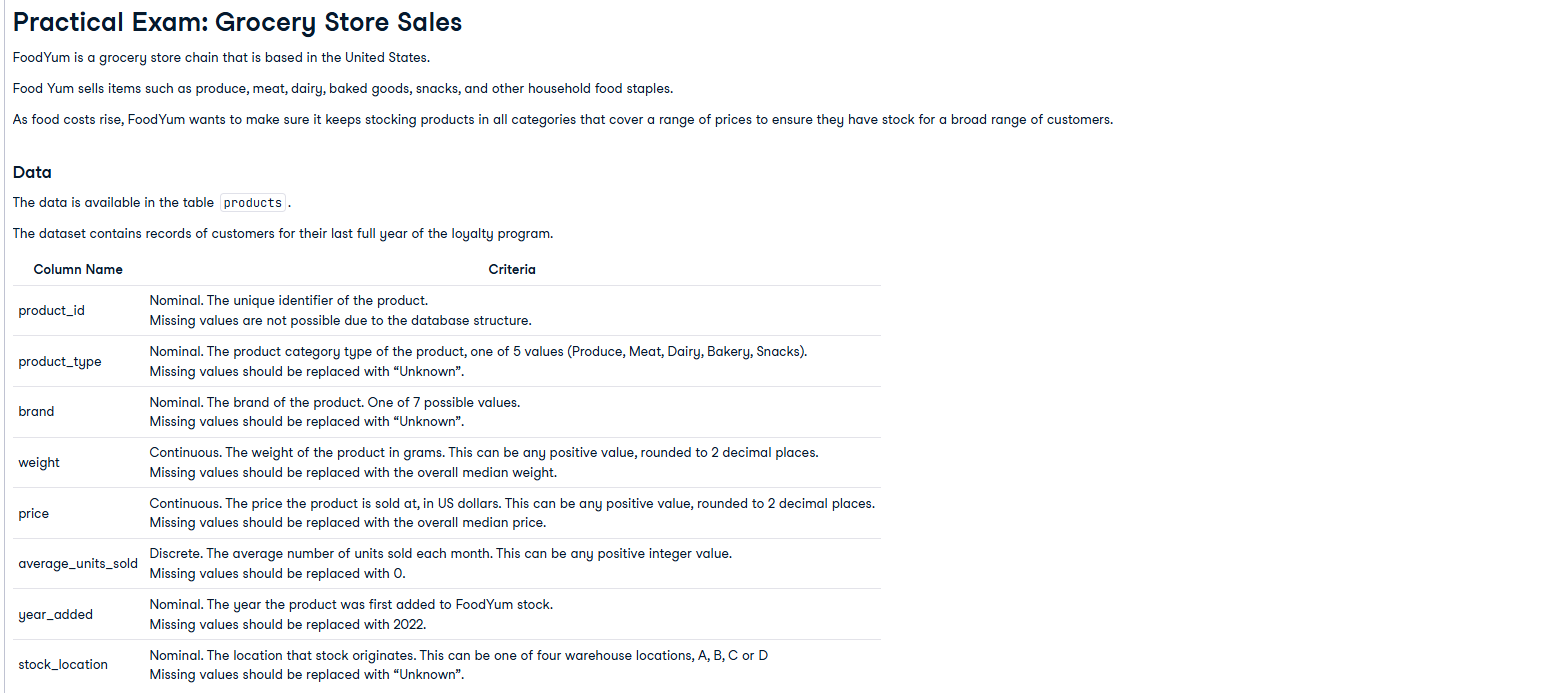 Practical Exam: Grocery Store Sales
FoodYum is a grocery store chain that is based in the United States.
Food Yum sells items such as produce, meat, dairy, baked goods, snacks, and other household food staples.
As food costs rise, FoodYum wants to make sure it keeps stocking products in all categories that cover a range of prices to ensure they have stock for a broad range of customers.
Data
The data is available in the table products.
The dataset contains records of customers for their last full year of the loyalty program.
Column Name Criteria
product_id
Nominal. The unique identifier of the product.
Missing values are not possible due to the database structure.
product_type
Nominal. The product category type of the product, one of 5 values (Produce, Meat, Dairy, Bakery, Snacks).
Missing values should be replaced with “Unknown”.
brand
Nominal. The brand of the product. One of 7 possible values.
Missing values should be replaced with “Unknown”.
weight
Continuous. The weight of the product in grams. This can be any positive value, rounded to 2 decimal places.
Missing values should be replaced with the overall median weight.
price
Continuous. The price the product is sold at, in US dollars. This can be any positive value, rounded to 2 decimal places.
Missing values should be replaced with the overall median price.
average_units_sold
Discrete. The average number of units sold each month. This can be any positive integer value.
Missing values should be replaced with 0.
year_added
Nominal. The year the product was first added to FoodYum stock.
Missing values should be replaced with 2022.
stock_location
Nominal. The location that stock originates. This can be one of four warehouse locations, A, B, C or D
Missing values should be replaced with “Unknown”.